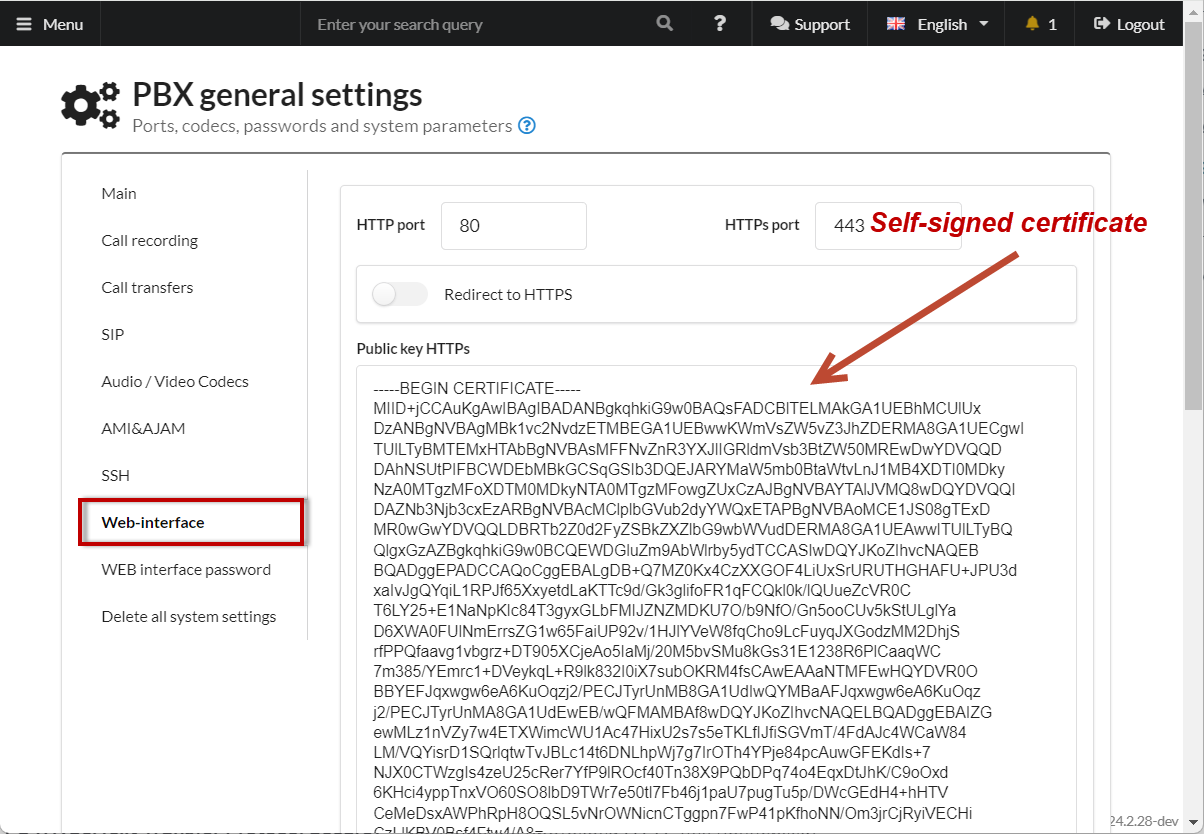 Menu
Enter your search query
?
Support
English
1
Logout
PBX general settings
Ports, codecs, passwords and system parameters ?
Main
Call recording
Call transfers
SIP
Audio / Video Codecs
AMI&AJAM
SSH
Web-interface
WEB interface password
Delete all system settings
HTTP port 80
HTTPs port 443
Self-signed certificate
Redirect to HTTPS
Public key HTTPs
-----BEGIN CERTIFICATE-----
MIID+jCCAuKgAwIBAgIBADANBgkqhkiG9w0BAQsFADCBlTELMAkGA1UEBhMCUlUx
DzANBgNVBAgMBk1vc2NvdzETMBEGA1UEBwwKWmVsZW5vZ3JhZDERMA8GA1UECgwI
TUlLTyBMTEMxHTAbBgNVBAsMFFNvZnR3YXJlIGRldmVsb3BtZW50MREwDwYDVQQD
DAhNSUtPIFBCWDEbMBkGCSqGSIb3DQEJARYMaW5mb0BtaWtvLnJ1MB4XDTI0MDky
NzA0MTgzMFoXDTM0MDkyNTA0MTgzMFowgZUxCzAJBgNVBAYTAlJVMQ8wDQYDVQQI
DAZNb3Njb3cxEzARBgNVBAcMClplbGVub2dyYWQxETAPBgNVBAoMCE1JS08gTExD
MR0wGwYDVQQLDBRTb2Z0d2FyZSBkZXZlbG9wbWVudDERMA8GA1UEAwwITUlLTyBQ
QlgxGzAZBgkqhkiG9w0BCQEWDGluZm9AbWlrby5ydTCCASIwDQYJKoZIhvcNAQEB
BQADggEPADCCAQoCggEBALgDB+Q7MZ0Kx4CzXXGOF4LiUxSrURUTHGHAFU+JPU3d
xaIvJgQYqiL1RPJf65XxyetdLaKTTc9d/Gk3glifoFR1qFCQkl0k/lQUueZcVR0C
T6LY25+E1NaNpKlc84T3gyxGLbFMlJZNZMDKU7O/b9NfO/Gn5ooCUv5kStULglYa
D6XWA0FUlNmErrsZG1w65FaiUP92v/1HJlYVeW8fqCho9LcFuyqJXGodzMM2DhjS
rfPPQfaavg1vbgrz+DT905XCjeAo5IaMj/20M5bvSMu8kGs31E1238R6PlCaaqWC
7m385/YEmrc1+DVeykqL+R9lk832I0iX7subOKRM4fsCAwEAAaNTMFEwHQYDVR0O
BBYEFJqxwgw6eA6KuOqzj2/PECJTyrUnMB8GA1UdIwQYMBaAFJqxwgw6eA6KuOqz
j2/PECJTyrUnMA8GA1UdEwEB/wQFMAMBAf8wDQYJKoZIhvcNAQELBQADggEBAIZG
ewMLz1nVZy7w4ETXWimcWU1Ac47HixU2s7s5eTKLflJfiSGVmT/4FdAJc4WCaW84
LM/VQYisrD1SQrlqtwTvJBLc14t6DNLhpWj7g7lrOTh4YPje84pcAuwGFEKdls+7
NJX0CTWzgls4zeU25cRer7YfP9lROcf40Tn38X9PQbDPq74o4EqxDtJhK/C9oOxd
6KHci4yppTnxVO60SO8lbD9TWr7e50tl7Fb46j1paU7pugTu5p/DWcGEdH4+hHTV
CeMeDsxAWPhRpH8OQSL5vNrOWNicnCTggpn7FwP41pKfhoNN/Om3jrCjRyiVECHi
24.2.28-dev